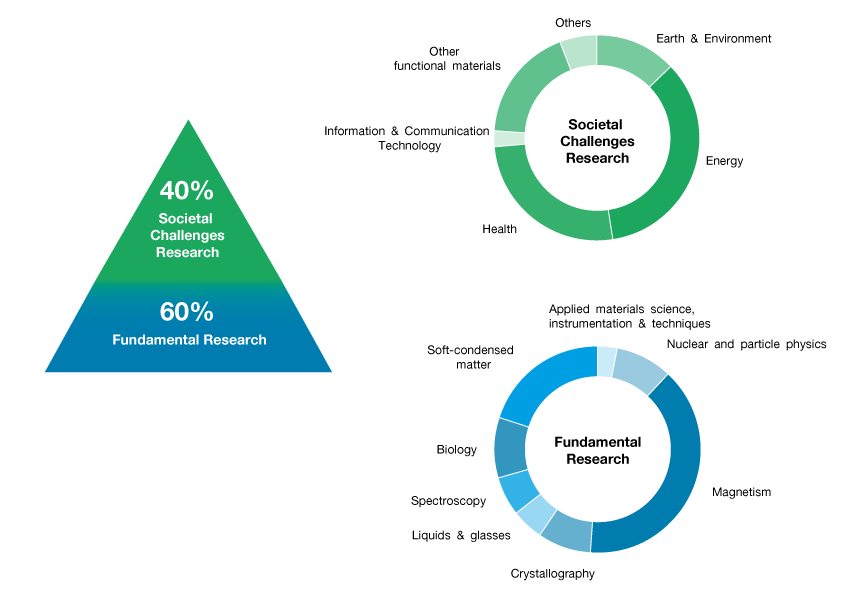 40%
Societal
Challenges
Research
60%
Fundamental Research
Others
Earth & Environment
Other
functional materials
Information & Communication
Technology
Societal
Challenges
Research
Energy
Health
Applied materials science,
instrumentation & techniques
Nuclear and particle physics
Soft-condensed
matter
Biology
Fundamental
Research
Magnetism
Spectroscopy
Liquids & glasses
Crystallography